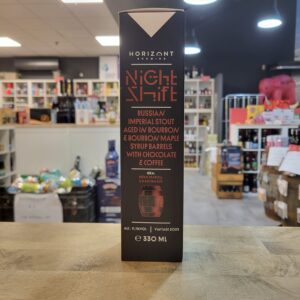 HORIZONT
BREWING
NIGHT
SHIFT
RUSSIAN
IMPERIAL STOUT
AGED IN BOURBON
& BOURBON MAPLE
SYRUP BARRELS
WITH CHOCOLATE
& COFFEE
℮ 330 ML